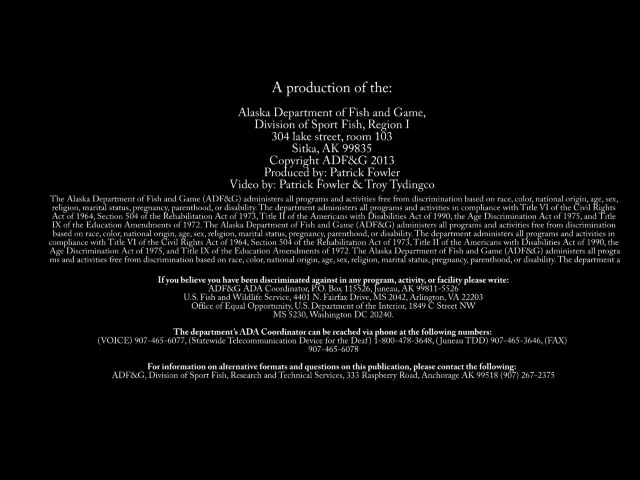 A production of the:
Alaska Department of Fish and Game,
Division of Sport Fish, Region I
304 lake street, room 103
Sitka, AK 99835
Copyright ADF&G 2013
Produced by: Patrick Fowler
Video by: Patrick Fowler & Troy Tydingco
The Alaska Department of Fish and Game (ADF&G) administers all programs and activities free from discrimination based on race, color, national origin, age, sex,
religion, marital status, pregnancy, parenthood, or disability. The department administers all programs and activities in compliance with Title VI of the Civil Rights
Act of 1964, Section 504 of the Rehabilitation Act of 1973, Title II of the Americans with Disabilities Act of 1990, the Age Discrimination Act of 1975, and Title
IX of the Education Amendments of 1972. The Alaska Department of Fish and Game (ADF&G) administers all programs and activities free from discrimination
based on race, color, national origin, age, sex, religion, marital status, pregnancy, parenthood, or disability. The department administers all programs and activities in
compliance with Title VI of the Civil Rights Act of 1964, Section 504 of the Rehabilitation Act of 1973, Title II of the Americans with Disabilities Act of 1990, the
Age Discrimination Act of 1975, and Title IX of the Education Amendments of 1972. The Alaska Department of Fish and Game (ADF&G) administers all progra
ms and activities free from discrimination based on race, color, national origin, age, sex, religion, marital status, pregnancy, parenthood, or disability. The department a
If you believe you have been discriminated against in any program, activity, or facility please write:
ADF&G ADA Coordinator, P.O. Box 115526, Juneau, AK 99811-5526
U.S. Fish and Wildlife Service, 4401 N. Fairfax Drive, MS 2042, Arlington, VA 22203
Office of Equal Opportunity, U.S. Department of the Interior, 1849 C Street NW
MS 5230, Washington DC 20240.
The department's ADA Coordinator can be reached via phone at the following numbers:
(VOICE) 907-465-6077, (Statewide Telecommunication Device for the Deaf) 1-800-478-3648, (Juneau TDD) 907-465-3646, (FAX)
907-465-6078
For information on alternative formats and questions on this publication, please contact the following:
ADF&G, Division of Sport Fish, Research and Technical Services, 333 Raspberry Road, Anchorage AK 99518 (907) 267-2375